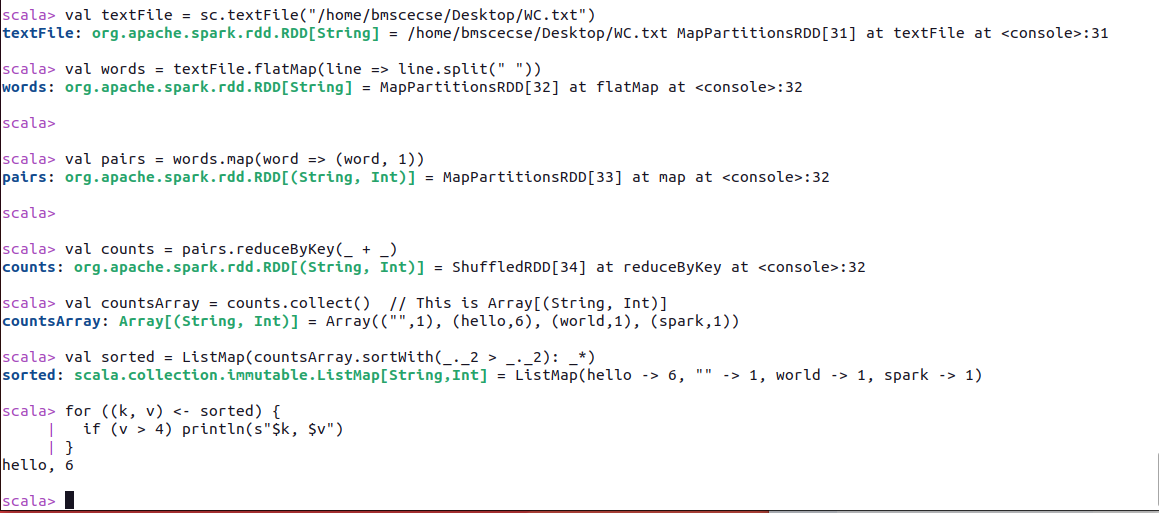 scala> val textFile = sc.textFile("/home/bmscecse/Desktop/WC.txt")
textFile: org.apache.spark.rdd.RDD[String] = /home/bmscecse/Desktop/WC.txt MapPartitionsRDD[31] at textFile at <console>:31
scala> val words = textFile.flatMap(line => line.split(" "))
words: org.apache.spark.rdd.RDD[String] = MapPartitionsRDD[32] at flatMap at <console>:32
scala>
scala> val pairs = words.map(word => (word, 1))
pairs: org.apache.spark.rdd.RDD[(String, Int)] = MapPartitionsRDD[33] at map at <console>:32
scala>
scala> val counts = pairs.reduceByKey(_ + _)
counts: org.apache.spark.rdd.RDD[(String, Int)] = ShuffledRDD[34] at reduceByKey at <console>:32
scala> val countsArray = counts.collect()  // This is Array[(String, Int)]
countsArray: Array[(String, Int)] = Array(("",1), (hello,6), (world,1), (spark,1))
scala> val sorted = ListMap(countsArray.sortWith(_._2 > _._2): _*)
sorted: scala.collection.immutable.ListMap[String,Int] = ListMap(hello -> 6, "" -> 1, world -> 1, spark -> 1)
scala> for ((k, v) <- sorted) {
     |   if (v > 4) println(s"$k, $v")
     | }
hello, 6
scala>